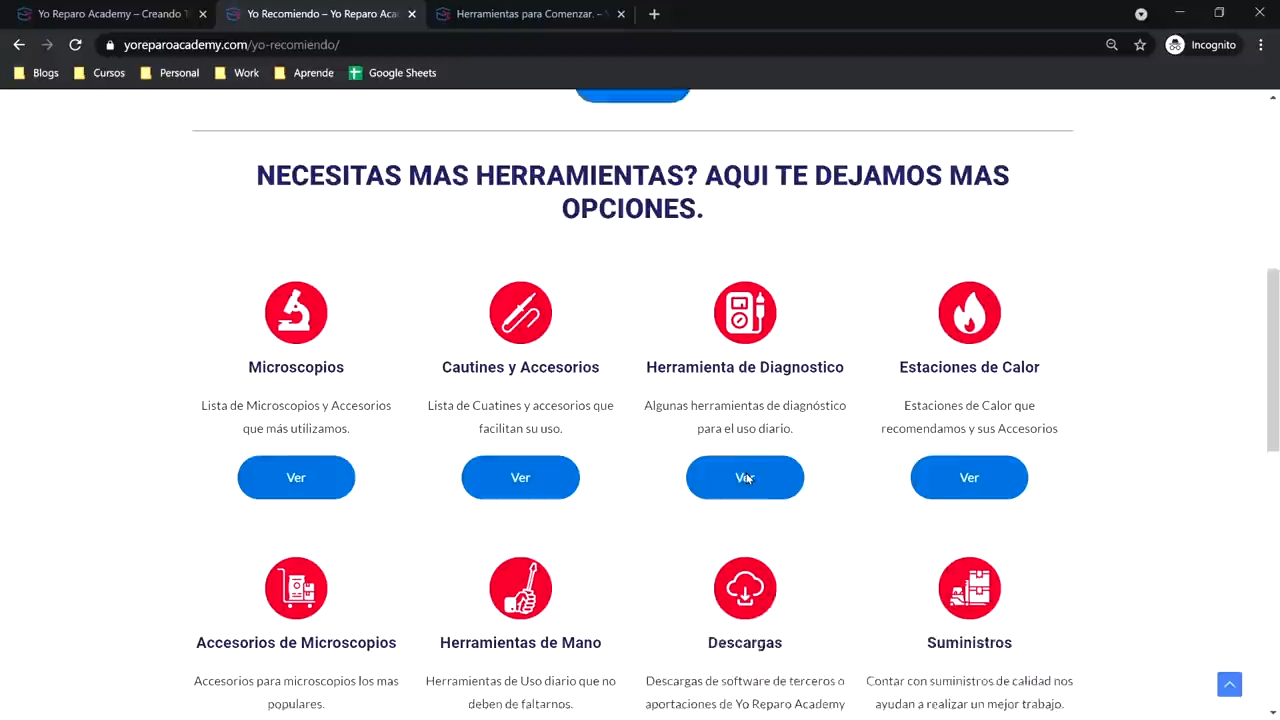 Yo Reparo Academy – Creando T
Yo Recomiendo – Yo Reparo Aca
Herramientas para Comenzar. –
yoreparoacademy.com/yo-recomiendo/
Incognito
Blogs
Cursos
Personal
Work
Aprende
Google Sheets
NECESITAS MAS HERRAMIENTAS? AQUI TE DEJAMOS MAS
OPCIONES.
Microscopios
Cautines y Accesorios
Herramienta de Diagnostico
Estaciones de Calor
Lista de Microscopios y Accesorios
que más utilizamos.
Lista de Cuatines y accesorios que
facilitan su uso.
Algunas herramientas de diagnóstico
para el uso diario.
Estaciones de Calor que
recomendamos y sus Accesorios
Ver
Ver
Ver
Ver
Accesorios de Microscopios
Herramientas de Mano
Descargas
Suministros
Accesorios para microscopios los mas
populares.
Herramientas de Uso diario que no
deben de faltarnos.
Descargas de software de terceros o
aportaciones de Yo Reparo Academy
Contar con suministros de calidad nos
ayudan a realizar un mejor trabajo.